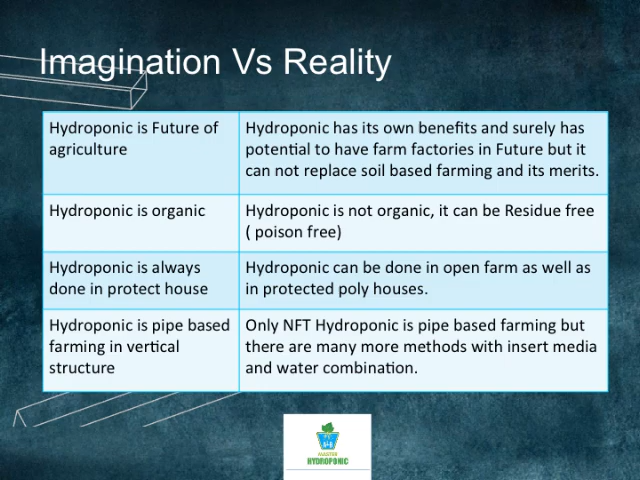 Imagination Vs Reality
Hydroponic is Future of
agriculture
Hydroponic has its own benefits and surely has
potential to have farm factories in Future but it
can not replace soil based farming and its merits.
Hydroponic is organic
Hydroponic is not organic, it can be Residue free
( poison free)
Hydroponic is always
done in protect house
Hydroponic can be done in open farm as well as
in protected poly houses.
Hydroponic is pipe based
farming in vertical
structure
Only NFT Hydroponic is pipe based farming but
there are many more methods with insert media
and water combination.
HYDROPONIC